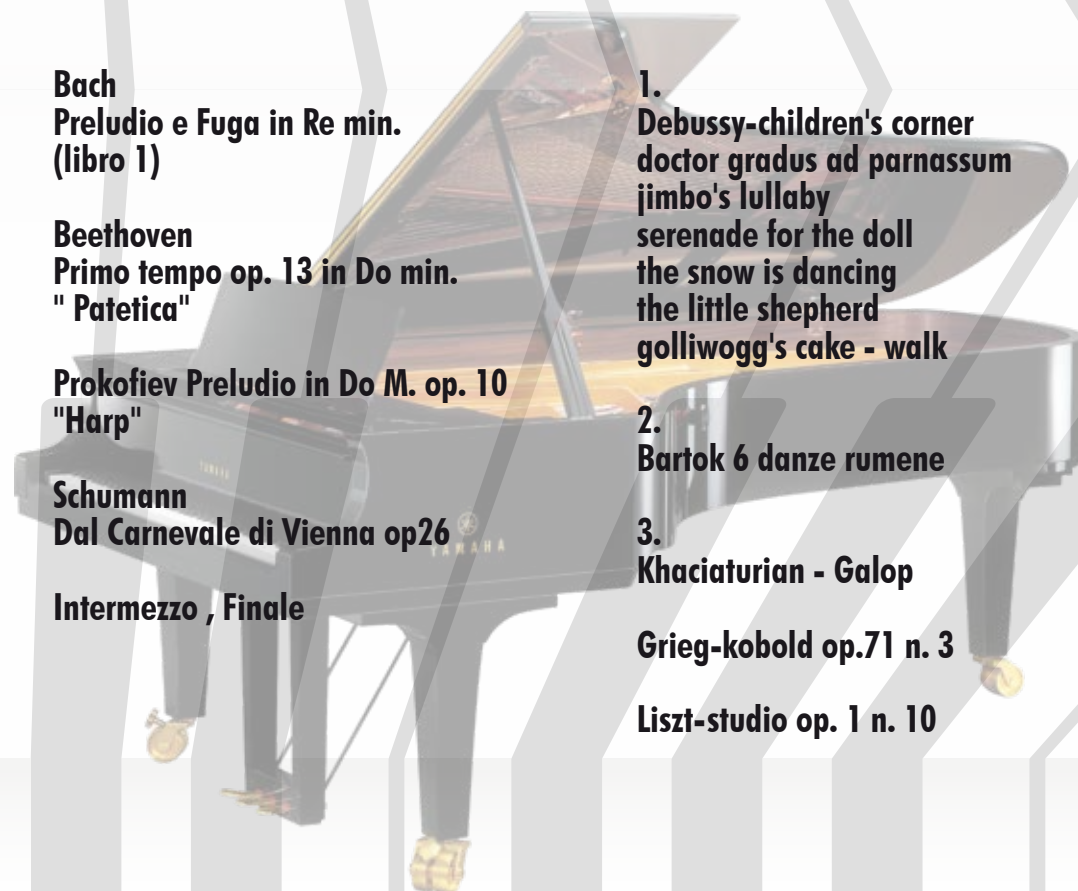 Bach
Preludio e Fuga in Re min.
(libro 1)
Beethoven
Primo tempo op. 13 in Do min.
" Patetica"
Prokofiev Preludio in Do M. op. 10
"Harp"
Schumann
Dal Carnevale di Vienna op26
Intermezzo , Finale
1.
Debussy-children's corner
doctor gradus ad parnassum
jimbo's lullaby
serenade for the doll
the snow is dancing
the little shepherd
golliwogg's cake - walk
2.
Bartok 6 danze rumene
3.
Khaciaturian - Galop
Grieg-kobold op.71 n. 3
Liszt-studio op. 1 n. 10
YAMAHA
YAMAHA